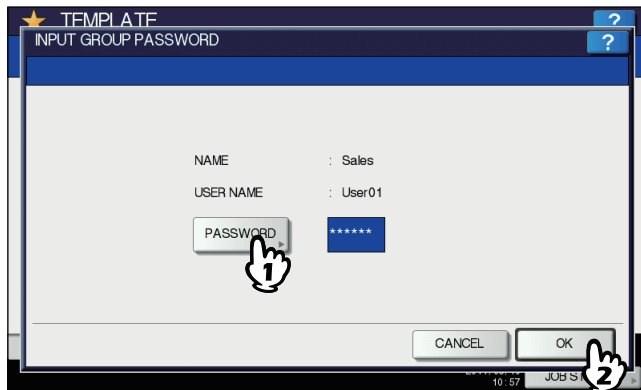 TEMPLATE ?
INPUT GROUP PASSWORD ?
NAME : Sales
USER NAME : User01
PASSWORD ******
1
CANCEL OK
2
10:57 JOB